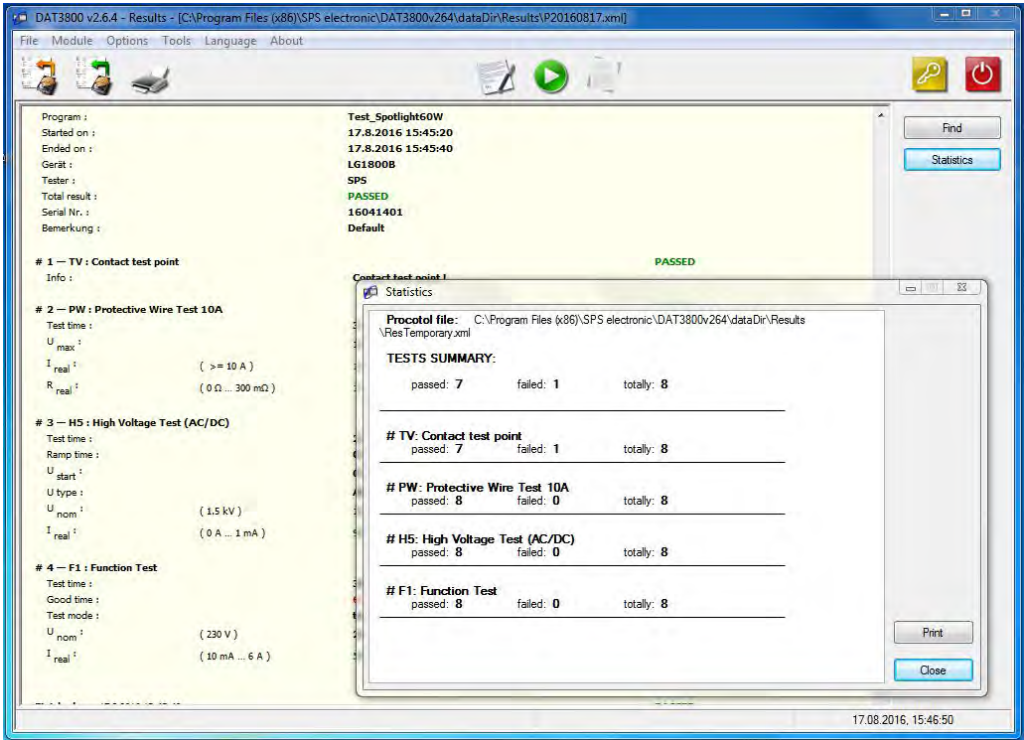 DAT3800 v2.6.4 - Results - [C:\Program Files (x86)\SPS electronic\DAT3800v264\dataDir\Results\P20160817.xml]
File Module Options Tools Language About
Program : Test_Spotlight60W
Started on : 17.8.2016 15:45:20
Ended on : 17.8.2016 15:45:40
Gerät : LG1800B
Tester : SPS
Total result : PASSED
Serial Nr. : 16041401
Bemerkung : Default
# 1 — TV : Contact test point PASSED
Info : Contact test point !
# 2 — PW : Protective Wire Test 10A
Test time :
U max :
I real : ( >= 10 A )
R real : ( 0 Ω ... 300 mΩ )
# 3 — H5 : High Voltage Test (AC/DC)
Test time :
Ramp time :
U start :
U type :
U nom : ( 1.5 kV )
I real : ( 0 A ... 1 mA )
# 4 — F1 : Function Test
Test time :
Good time :
Test mode :
U nom : ( 230 V )
I real : ( 10 mA ... 6 A )
Find
Statistics
Statistics
Procotol file: C:\Program Files (x86)\SPS electronic\DAT3800v264\dataDir\Results
\ResTemporary.xml
TESTS SUMMARY:
passed: 7 failed: 1 totally: 8
# TV: Contact test point
passed: 7 failed: 1 totally: 8
# PW: Protective Wire Test 10A
passed: 8 failed: 0 totally: 8
# H5: High Voltage Test (AC/DC)
passed: 8 failed: 0 totally: 8
# F1: Function Test
passed: 8 failed: 0 totally: 8
Print
Close
17.08.2016, 15:46:50